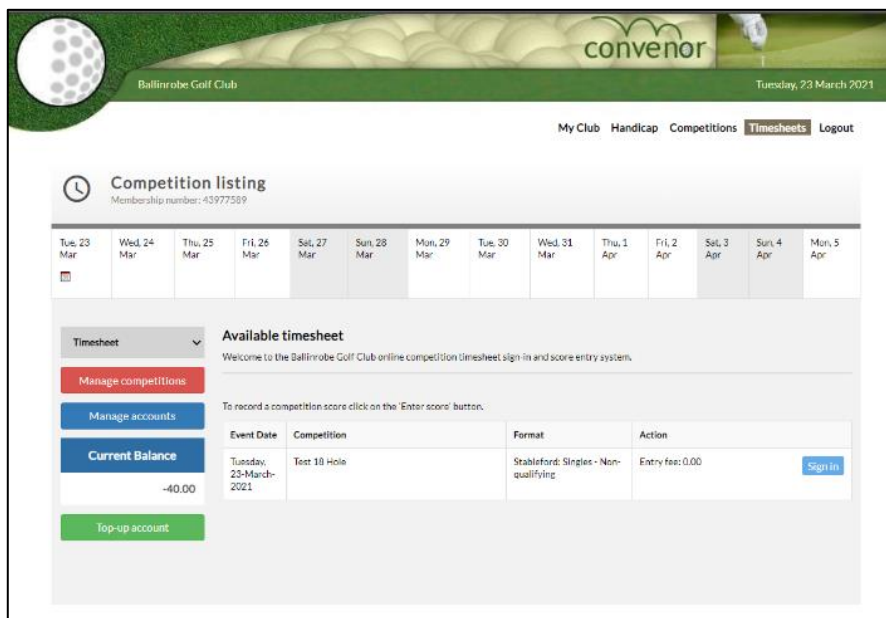 convenor
Ballinrobe Golf Club
Tuesday, 23 March 2021
My Club Handicap Competitions Timesheets Logout
Competition listing
Membership number: 43977589
Tue, 23 Wed, 24 Thu, 25 Fri, 26 Sat, 27 Sun, 28 Mon, 29 Tue, 30 Wed, 31 Thu, 1 Fri, 2 Sat, 3 Sun, 4 Mon, 5
Mar Mar Mar Mar Mar Mar Mar Mar Mar Apr Apr Apr Apr Apr
Timesheet
Manage competitions
Manage accounts
Current Balance
-40.00
Top-up account
Available timesheet
Welcome to the Ballinrobe Golf Club online competition timesheet sign-in and score entry system.
To record a competition score click on the 'Enter score' button.
Event Date Competition Format Action
Tuesday, Test 18 Hole Stableford: Singles - Non- Entry fee: 0.00 Sign in
23-March- qualifying
2021